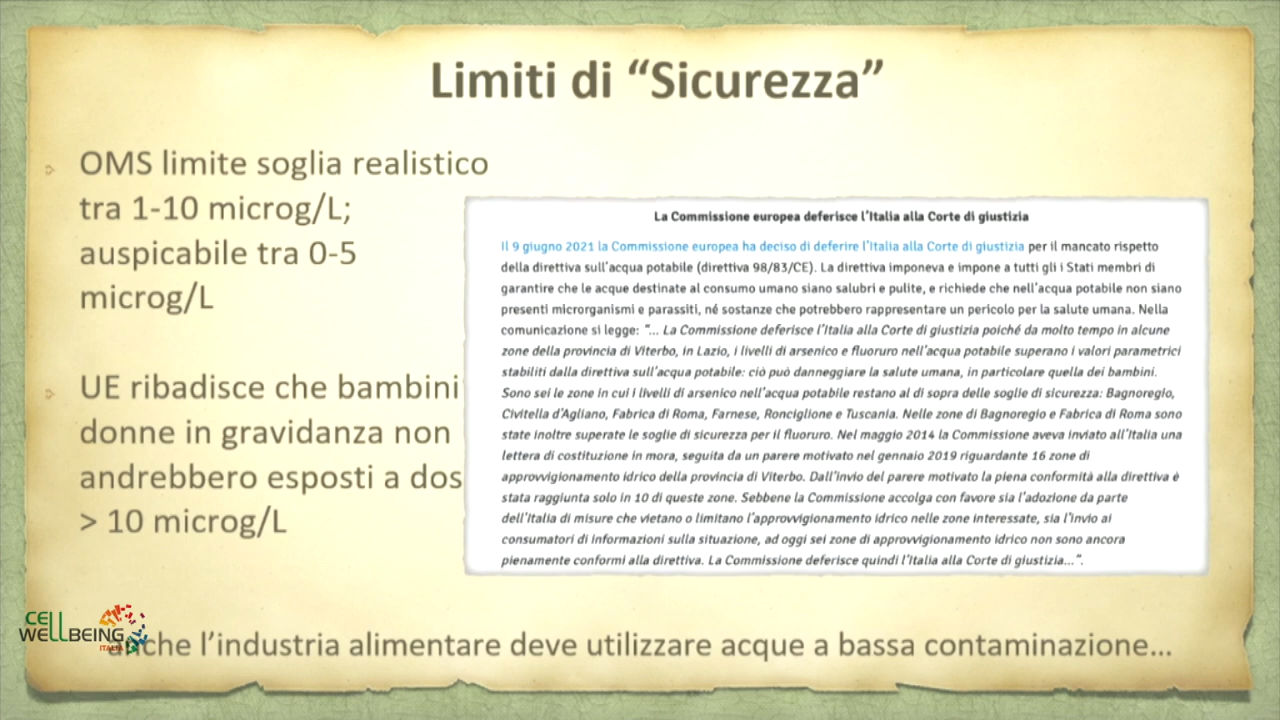 Limiti di “Sicurezza”
OMS limite soglia realistico
tra 1-10 microg/L;
auspicabile tra 0-5
microg/L
UE ribadisce che bambini
donne in gravidanza non
andrebbero esposti a dos
> 10 microg/L
La Commissione europea deferisce l’Italia alla Corte di giustizia
Il 9 giugno 2021 la Commissione europea ha deciso di deferire l’Italia alla Corte di giustizia per il mancato rispetto
della direttiva sull’acqua potabile (direttiva 98/83/CE). La direttiva imponeva e impone a tutti gli i Stati membri di
garantire che le acque destinate al consumo umano siano salubri e pulite, e richiede che nell’acqua potabile non siano
presenti microrganismi e parassiti, né sostanze che potrebbero rappresentare un pericolo per la salute umana. Nella
comunicazione si legge: “... La Commissione deferisce l’Italia alla Corte di giustizia poiché da molto tempo in alcune
zone della provincia di Viterbo, in Lazio, i livelli di arsenico e fluoruro nell’acqua potabile superano i valori parametrici
stabiliti dalla direttiva sull’acqua potabile: ciò può danneggiare la salute umana, in particolare quella dei bambini.
Sono sei le zone in cui i livelli di arsenico nell’acqua potabile restano al di sopra delle soglie di sicurezza: Bagnoregio,
Civitella d’Agliano, Fabrica di Roma, Farnese, Ronciglione e Tuscania. Nelle zone di Bagnoregio e Fabrica di Roma sono
state inoltre superate le soglie di sicurezza per il fluoruro. Nel maggio 2014 la Commissione aveva inviato all’Italia una
lettera di costituzione in mora, seguita da un parere motivato nel gennaio 2019 riguardante 16 zone di
approvvigionamento idrico della provincia di Viterbo. Dall’invio del parere motivato la piena conformità alla direttiva è
stata raggiunta solo in 10 di queste zone. Sebbene la Commissione accolga con favore sia l’adozione da parte
dell’Italia di misure che vietano o limitano l’approvvigionamento idrico nelle zone interessate, sia l’invio ai
consumatori di informazioni sulla situazione, ad oggi sei zone di approvvigionamento idrico non sono ancora
pienamente conformi alla direttiva. La Commissione deferisce quindi l’Italia alla Corte di giustizia...”.
CELL
WELLBEING
ITALIA
anche l’industria alimentare deve utilizzare acque a bassa contaminazione...